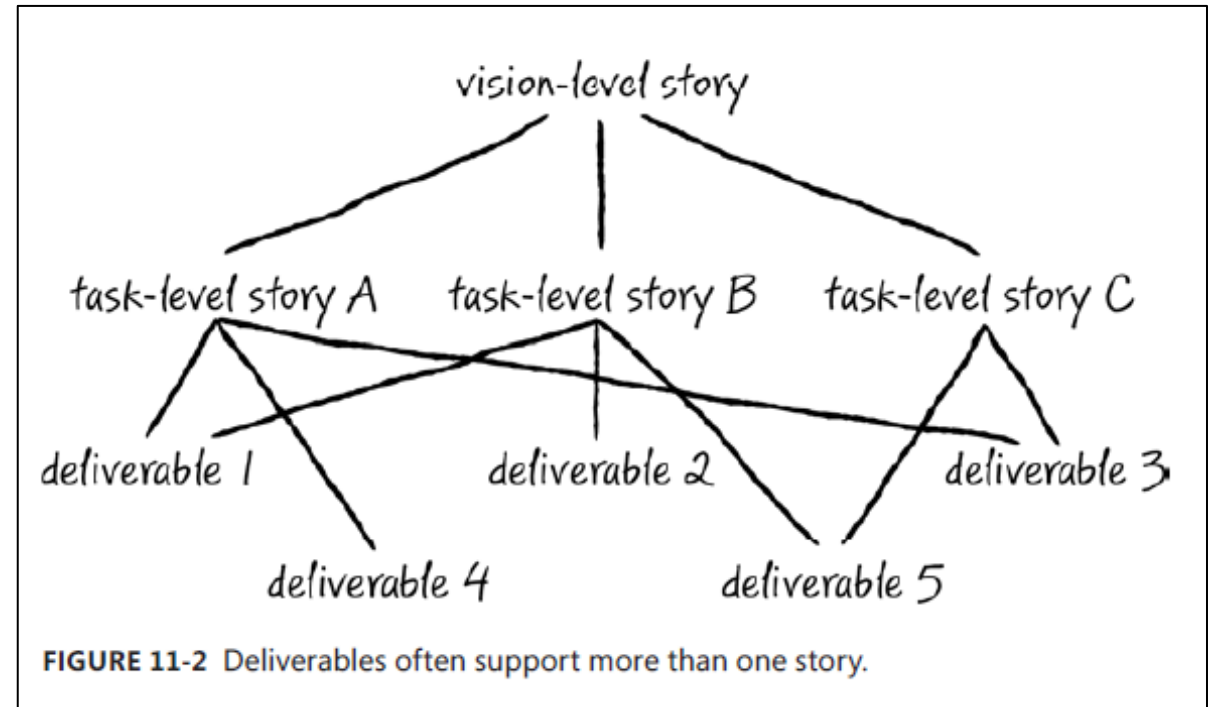 vision-level story
task-level story A task-level story B task-level story C
deliverable 1 deliverable 2 deliverable 3
deliverable 4 deliverable 5
FIGURE 11-2 Deliverables often support more than one story.